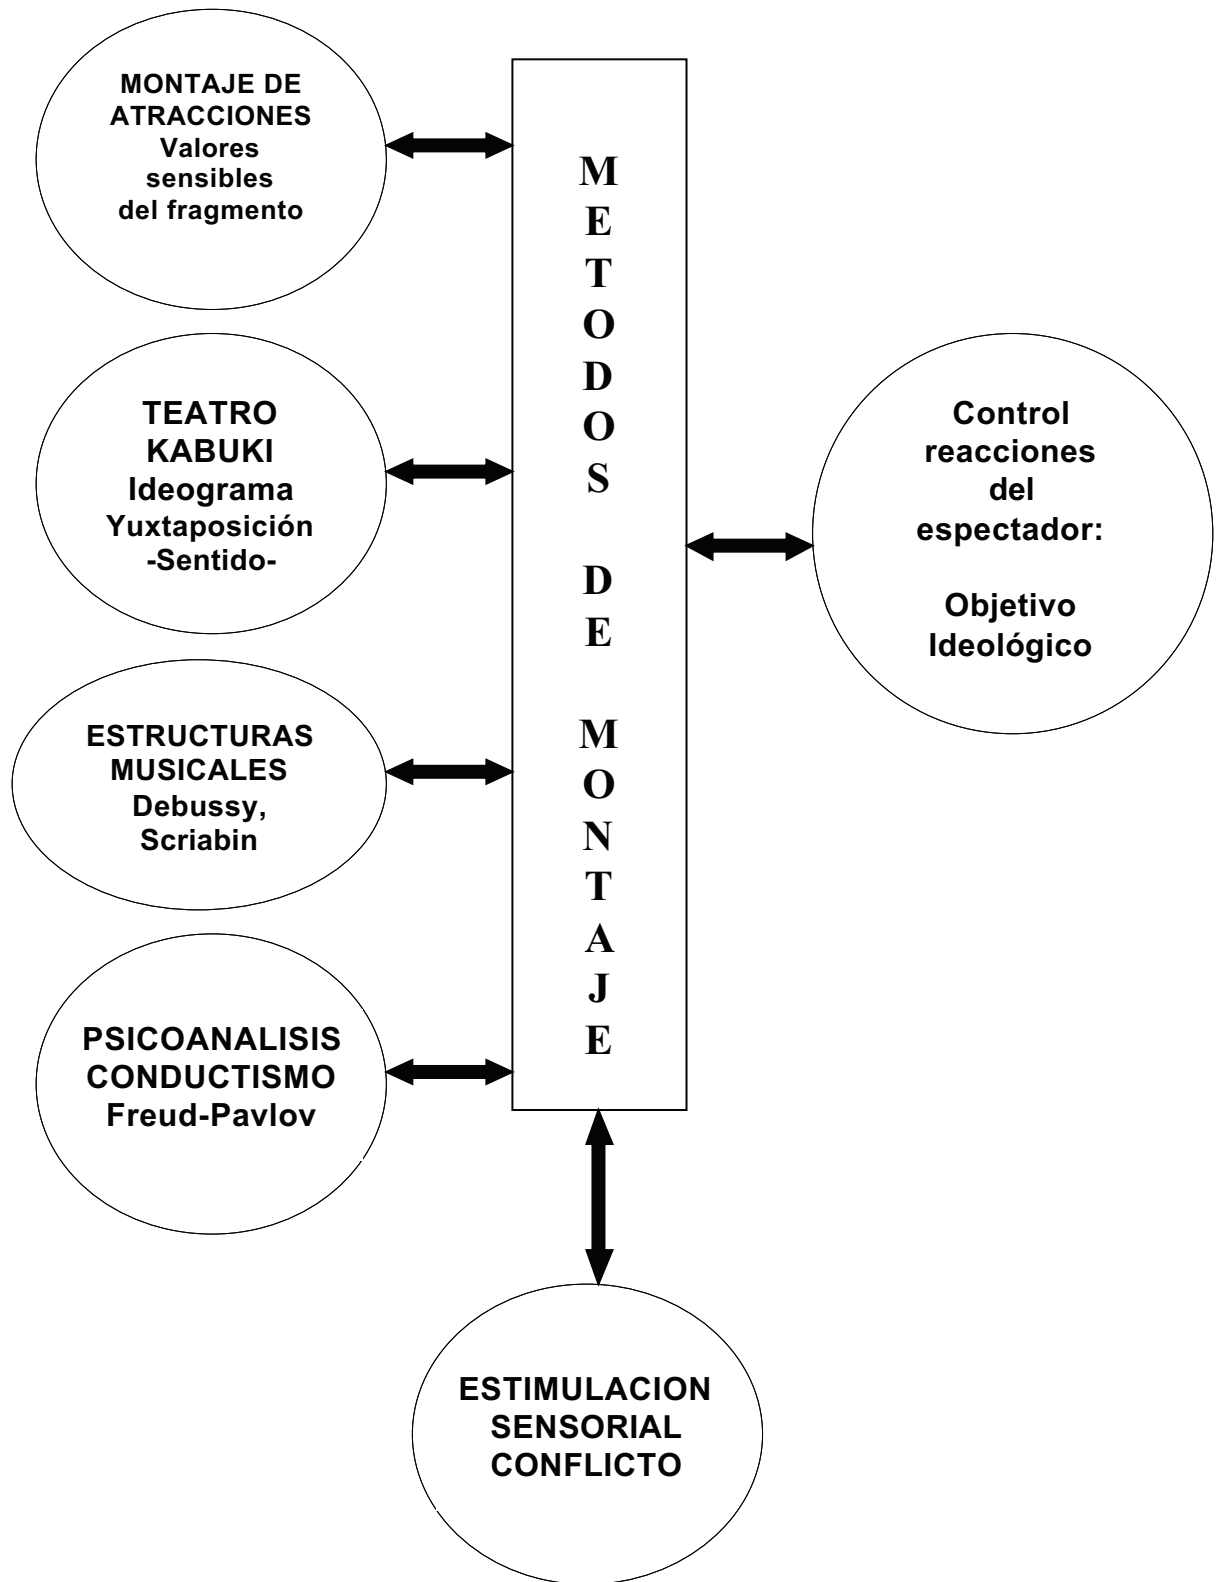 MONTAJE DE
ATRACCIONES
Valores
sensibles
del fragmento
TEATRO
KABUKI
Ideograma
Yuxtaposición
-Sentido-
ESTRUCTURAS
MUSICALES
Debussy,
Scriabin
PSICOANALISIS
CONDUCTISMO
Freud-Pavlov
M
E
T
O
D
O
S
D
E
M
O
N
T
A
J
E
Control
reacciones
del
espectador:
Objetivo
Ideológico
ESTIMULACION
SENSORIAL
CONFLICTO